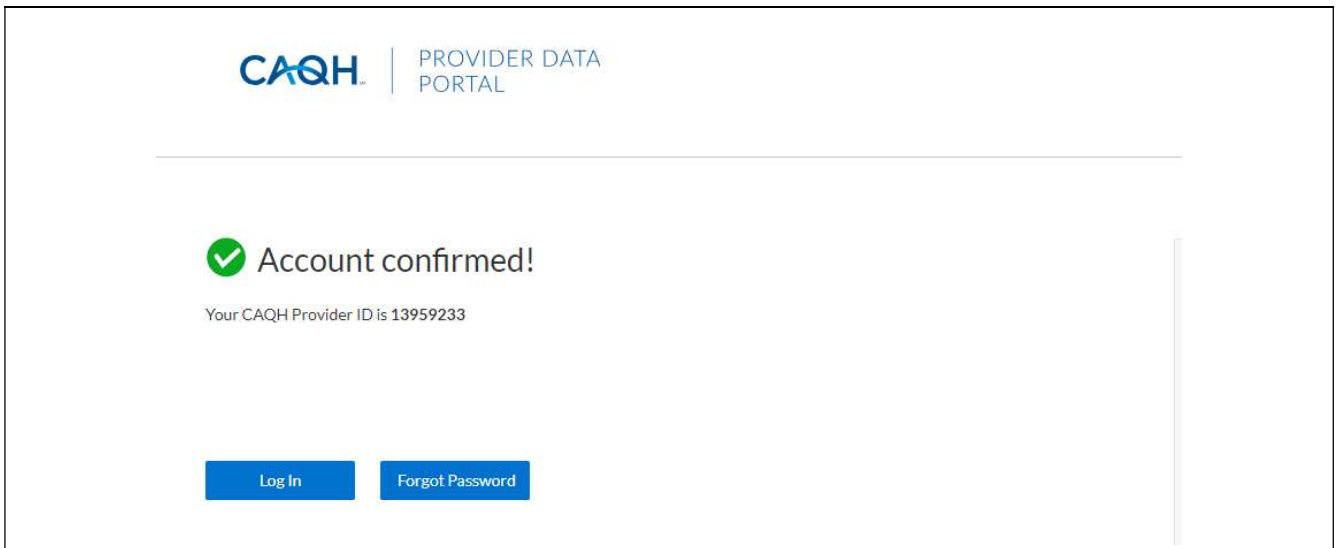 CAQH
PROVIDER DATA
PORTAL
Account confirmed!
Your CAQH Provider ID is 13959233
Log In
Forgot Password